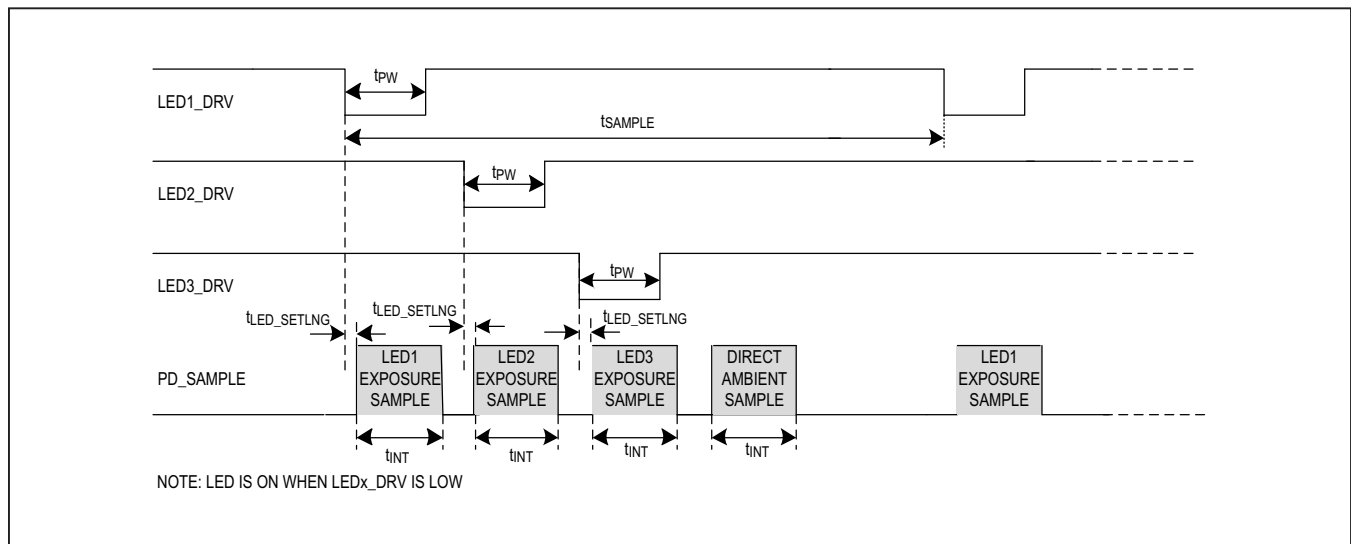 LED1_DRV
tPW
tSAMPLE
LED2_DRV
tPW
LED3_DRV
tPW
tLED_SETLNG
tLED_SETLNG
tLED_SETLNG
PD_SAMPLE
LED1
EXPOSURE
SAMPLE
LED2
EXPOSURE
SAMPLE
LED3
EXPOSURE
SAMPLE
DIRECT
AMBIENT
SAMPLE
LED1
EXPOSURE
SAMPLE
tINT
tINT
tINT
tINT
NOTE: LED IS ON WHEN LEDx_DRV IS LOW